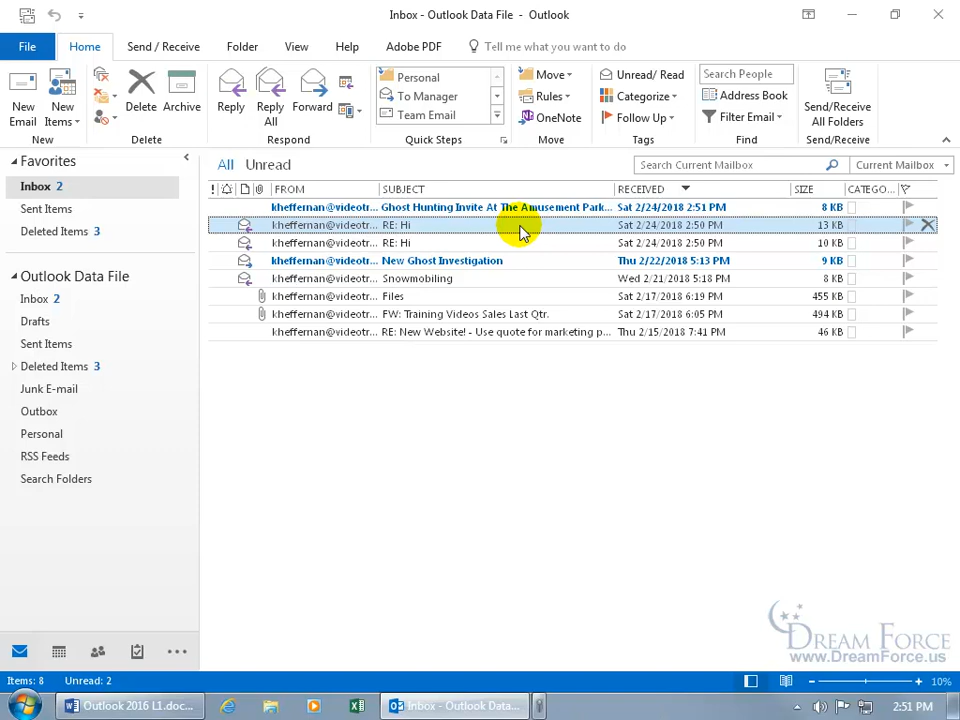 Inbox - Outlook Data File - Outlook
File Home Send / Receive Folder View Help Adobe PDF Tell me what you want to do
New Email
New Items
New
Delete
Archive
Delete
Reply
Reply All
Forward
Respond
Personal
To Manager
Team Email
Quick Steps
Move
Rules
OneNote
Move
Unread/ Read
Categorize
Follow Up
Tags
Search People
Address Book
Filter Email
Find
Send/Receive All Folders
Send/Receive
Favorites
Inbox 2
Sent Items
Deleted Items 3
Outlook Data File
Inbox 2
Drafts
Sent Items
Deleted Items 3
Junk E-mail
Outbox
Personal
RSS Feeds
Search Folders
All Unread
Search Current Mailbox
Current Mailbox
! FROM SUBJECT RECEIVED SIZE CATEGO...
kheffernan@videotr... Ghost Hunting Invite At The Amusement Park... Sat 2/24/2018 2:51 PM 8 KB
kheffernan@videotr... RE: Hi Sat 2/24/2018 2:50 PM 13 KB
kheffernan@videotr... RE: Hi Sat 2/24/2018 2:50 PM 10 KB
kheffernan@videotr... New Ghost Investigation Thu 2/22/2018 5:13 PM 9 KB
kheffernan@videotr... Snowmobiling Wed 2/21/2018 5:18 PM 8 KB
kheffernan@videotr... Files Sat 2/17/2018 6:19 PM 455 KB
kheffernan@videotr... FW: Training Videos Sales Last Qtr. Sat 2/17/2018 6:05 PM 494 KB
kheffernan@videotr... RE: New Website! - Use quote for marketing p... Thu 2/15/2018 7:41 PM 46 KB
DREAM FORCE
www.DreamForce.us
Items: 8 Unread: 2 10%
Outlook 2016 L1.doc... Inbox - Outlook Data... 2:51 PM